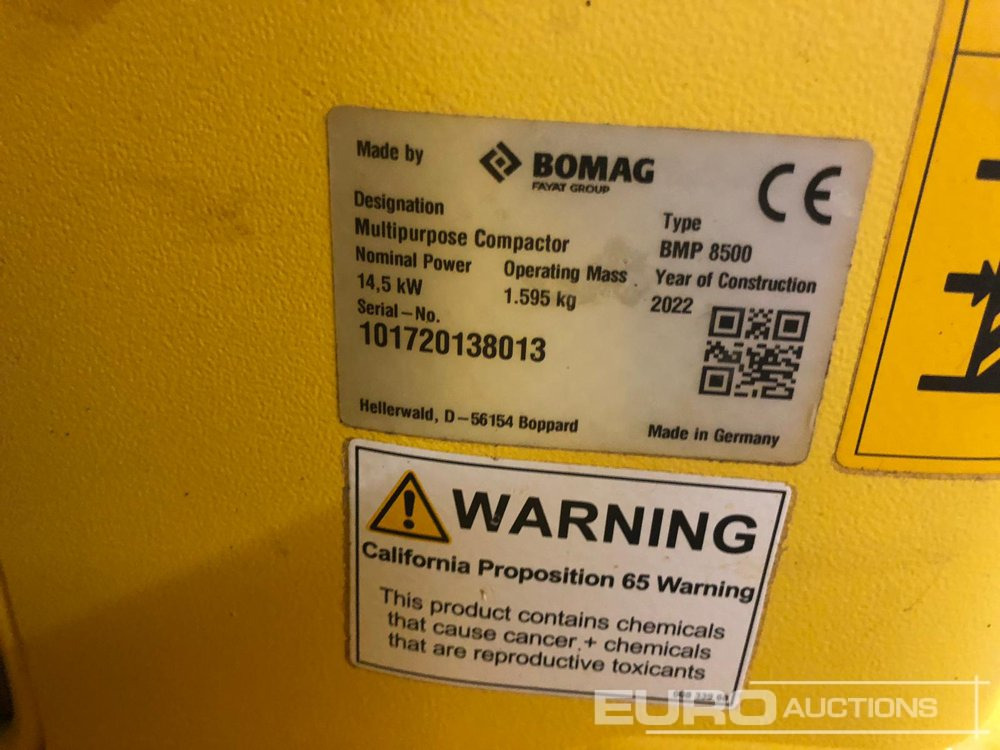 Made by
BOMAG
FAYAT GROUP
CE
Designation
Multipurpose Compactor
Type
BMP 8500
Nominal Power
14,5 kW
Operating Mass
1.595 kg
Year of Construction
2022
Serial-No.
101720138013
Hellerwald, D-56154 Boppard
Made in Germany
WARNING
California Proposition 65 Warning
This product contains chemicals
that cause cancer + chemicals
that are reproductive toxicants
EURO AUCTIONS